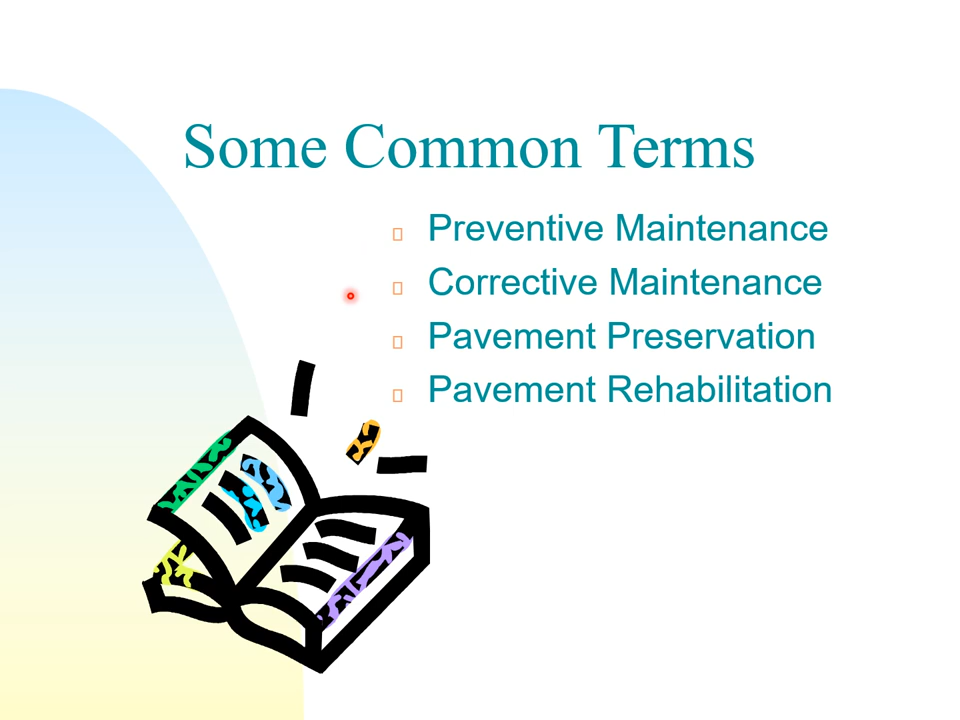 Some Common Terms
Preventive Maintenance
Corrective Maintenance
Pavement Preservation
Pavement Rehabilitation